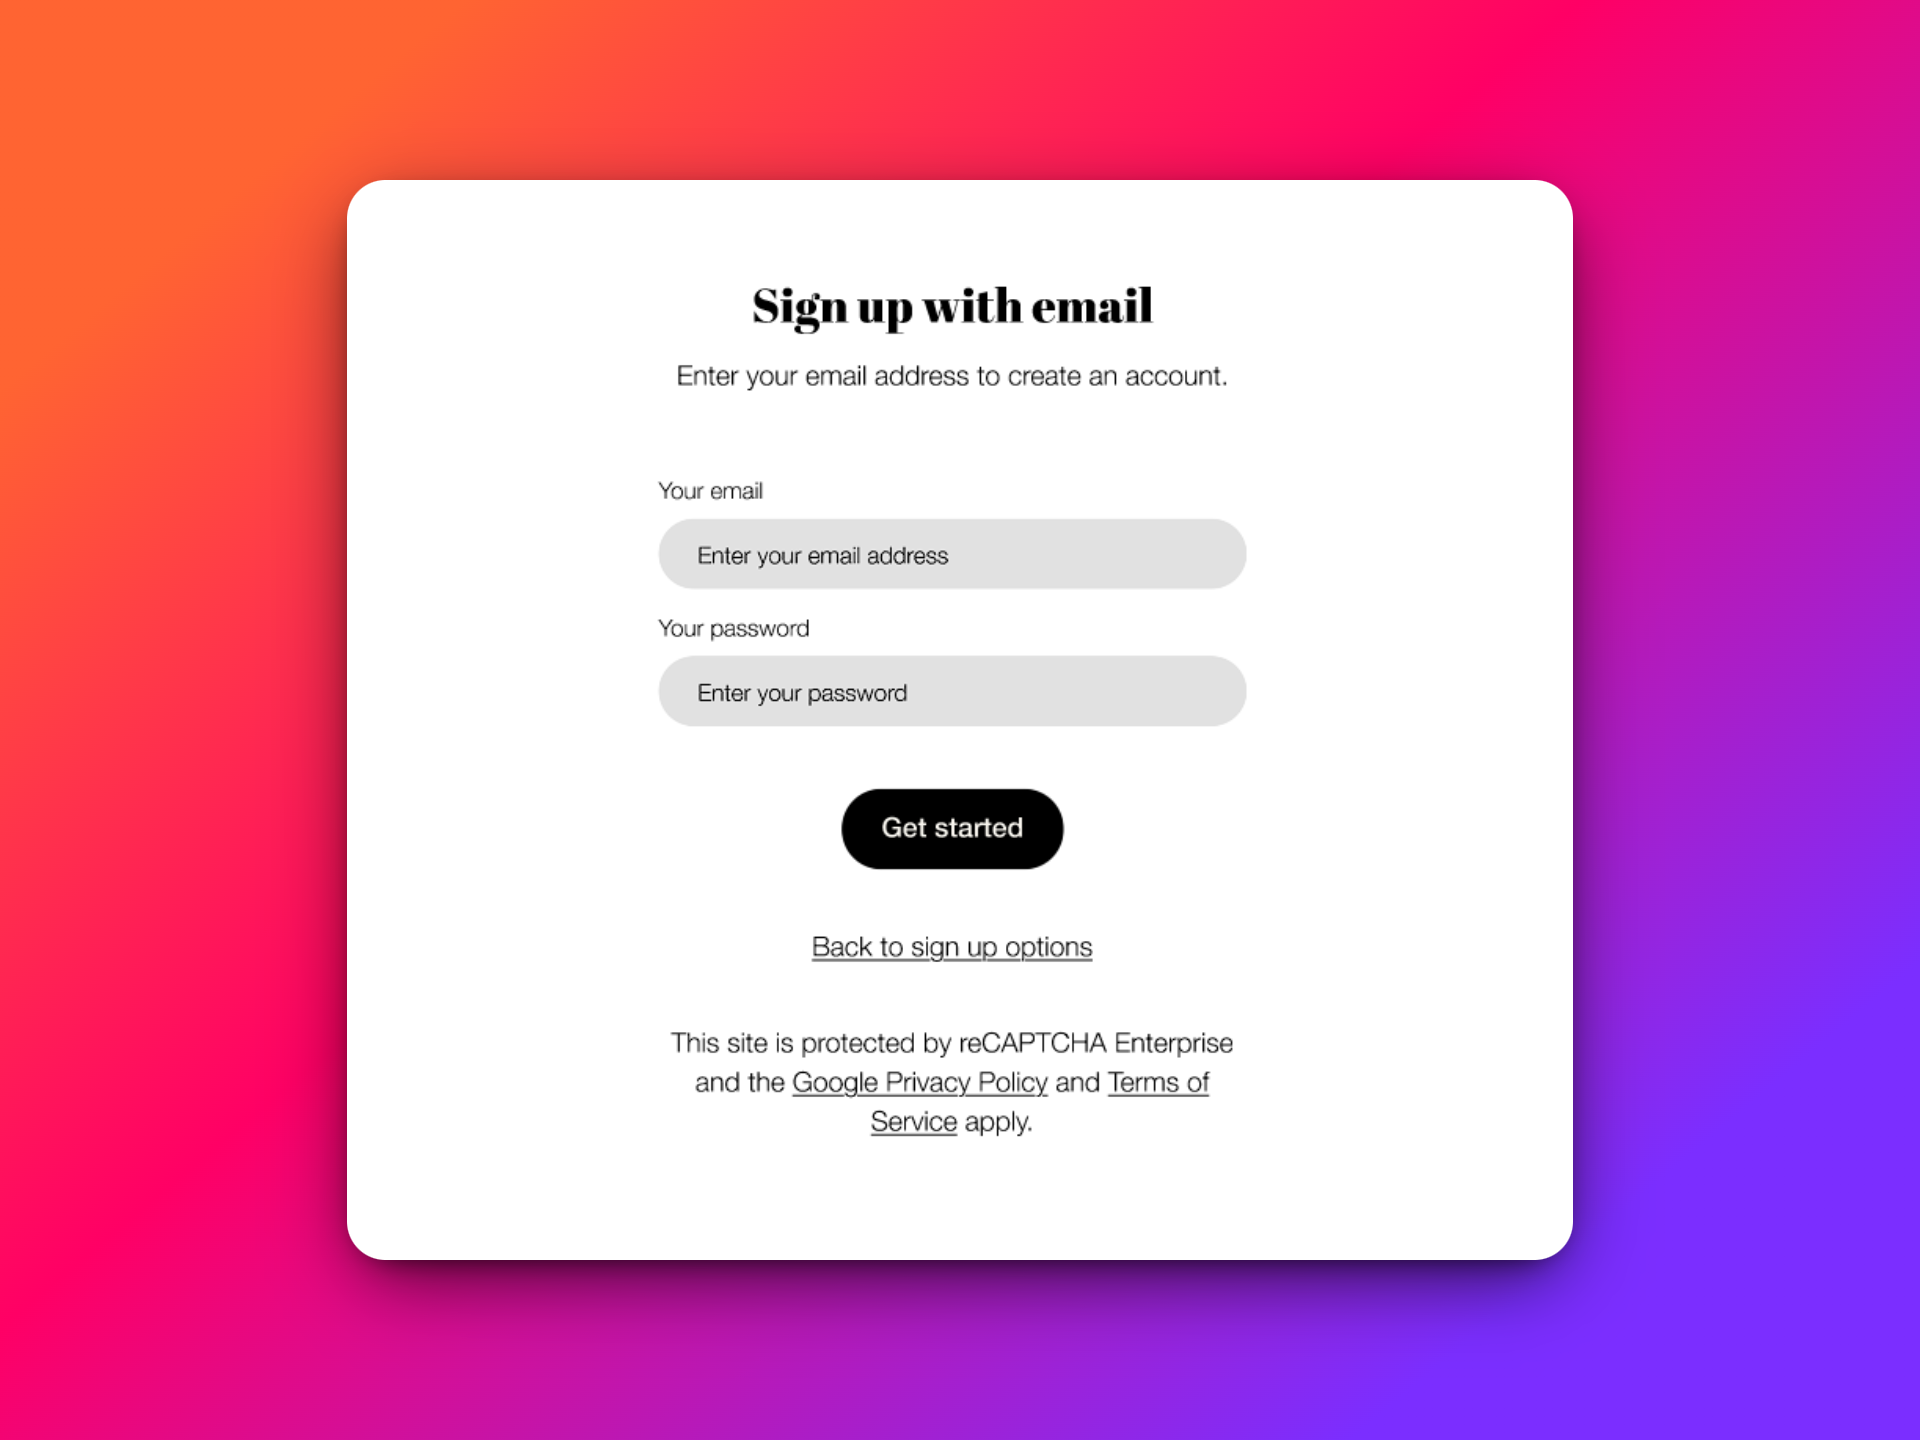 Sign up with email
Enter your email address to create an account.
Your email
Enter your email address
Your password
Enter your password
Get started
Back to sign up options
This site is protected by reCAPTCHA Enterprise
and the Google Privacy Policy and Terms of
Service apply.